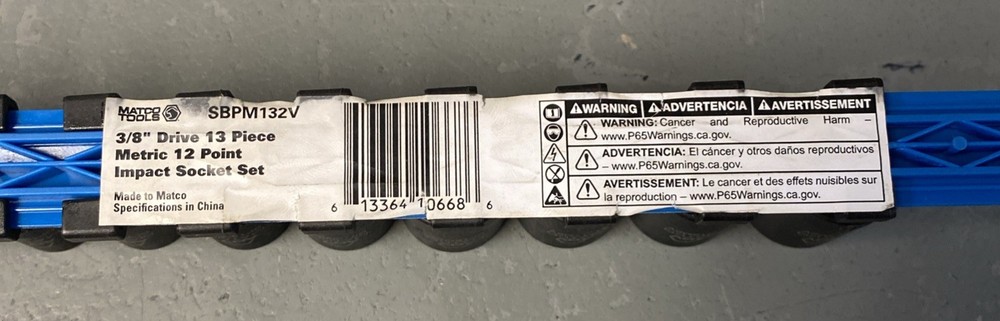 MATCO TOOLS SBPM132V
3/8" Drive 13 Piece
Metric 12 Point
Impact Socket Set
Made to Matco
Specifications in China
6 13364 10668 6
WARNING ADVERTENCIA AVERTISSEMENT
WARNING: Cancer and Reproductive Harm –
www.P65Warnings.ca.gov.
ADVERTENCIA: El cáncer y otros daños reproductivos
– www.P65Warnings.ca.gov.
AVERTISSEMENT: Le cancer et des effets nuisibles sur
la reproduction – www.P65Warnings.ca.gov.